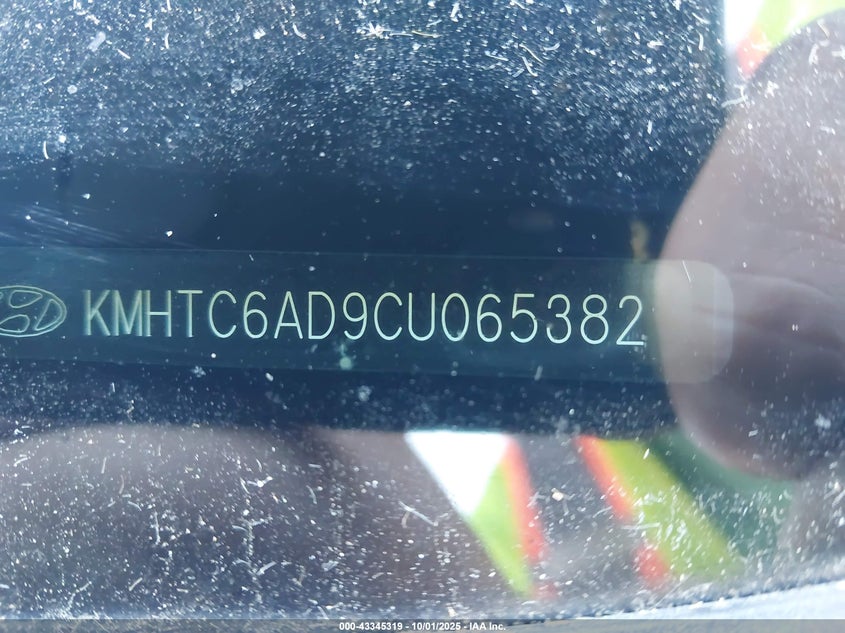 KMHTC6AD9CU065382
000-43345319 - 10/01/2025 - IAA Inc.